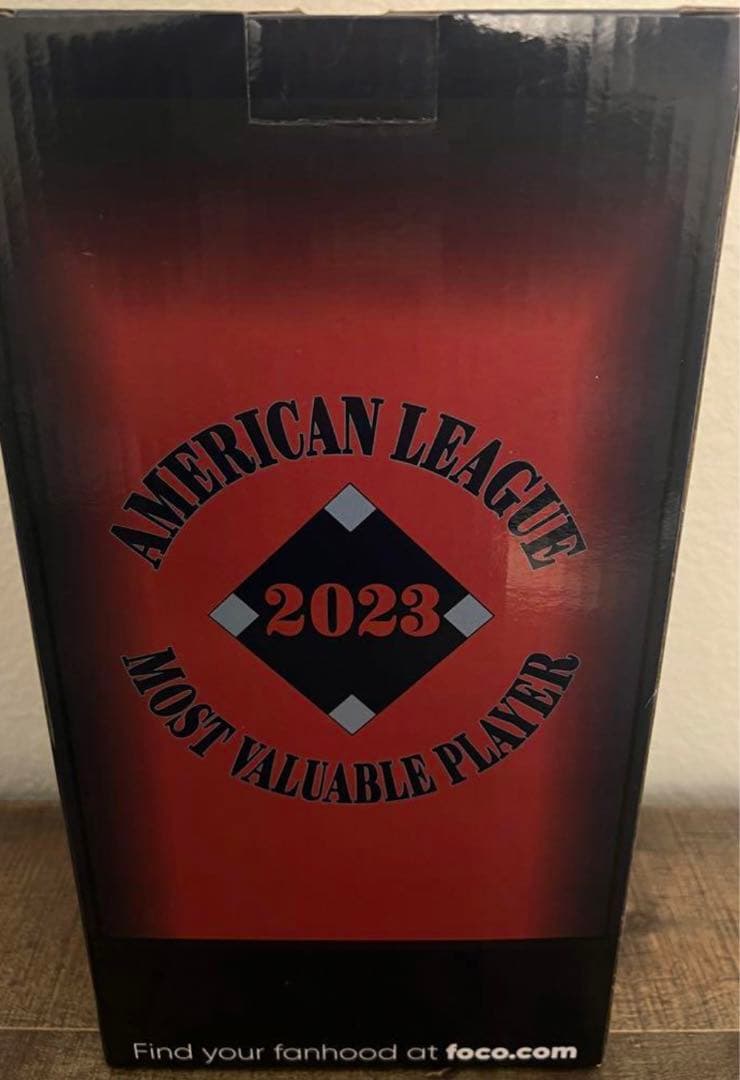 AMERICAN LEAGUE
2023
MOST VALUABLE PLAYER
Find your fanhood at foco.com